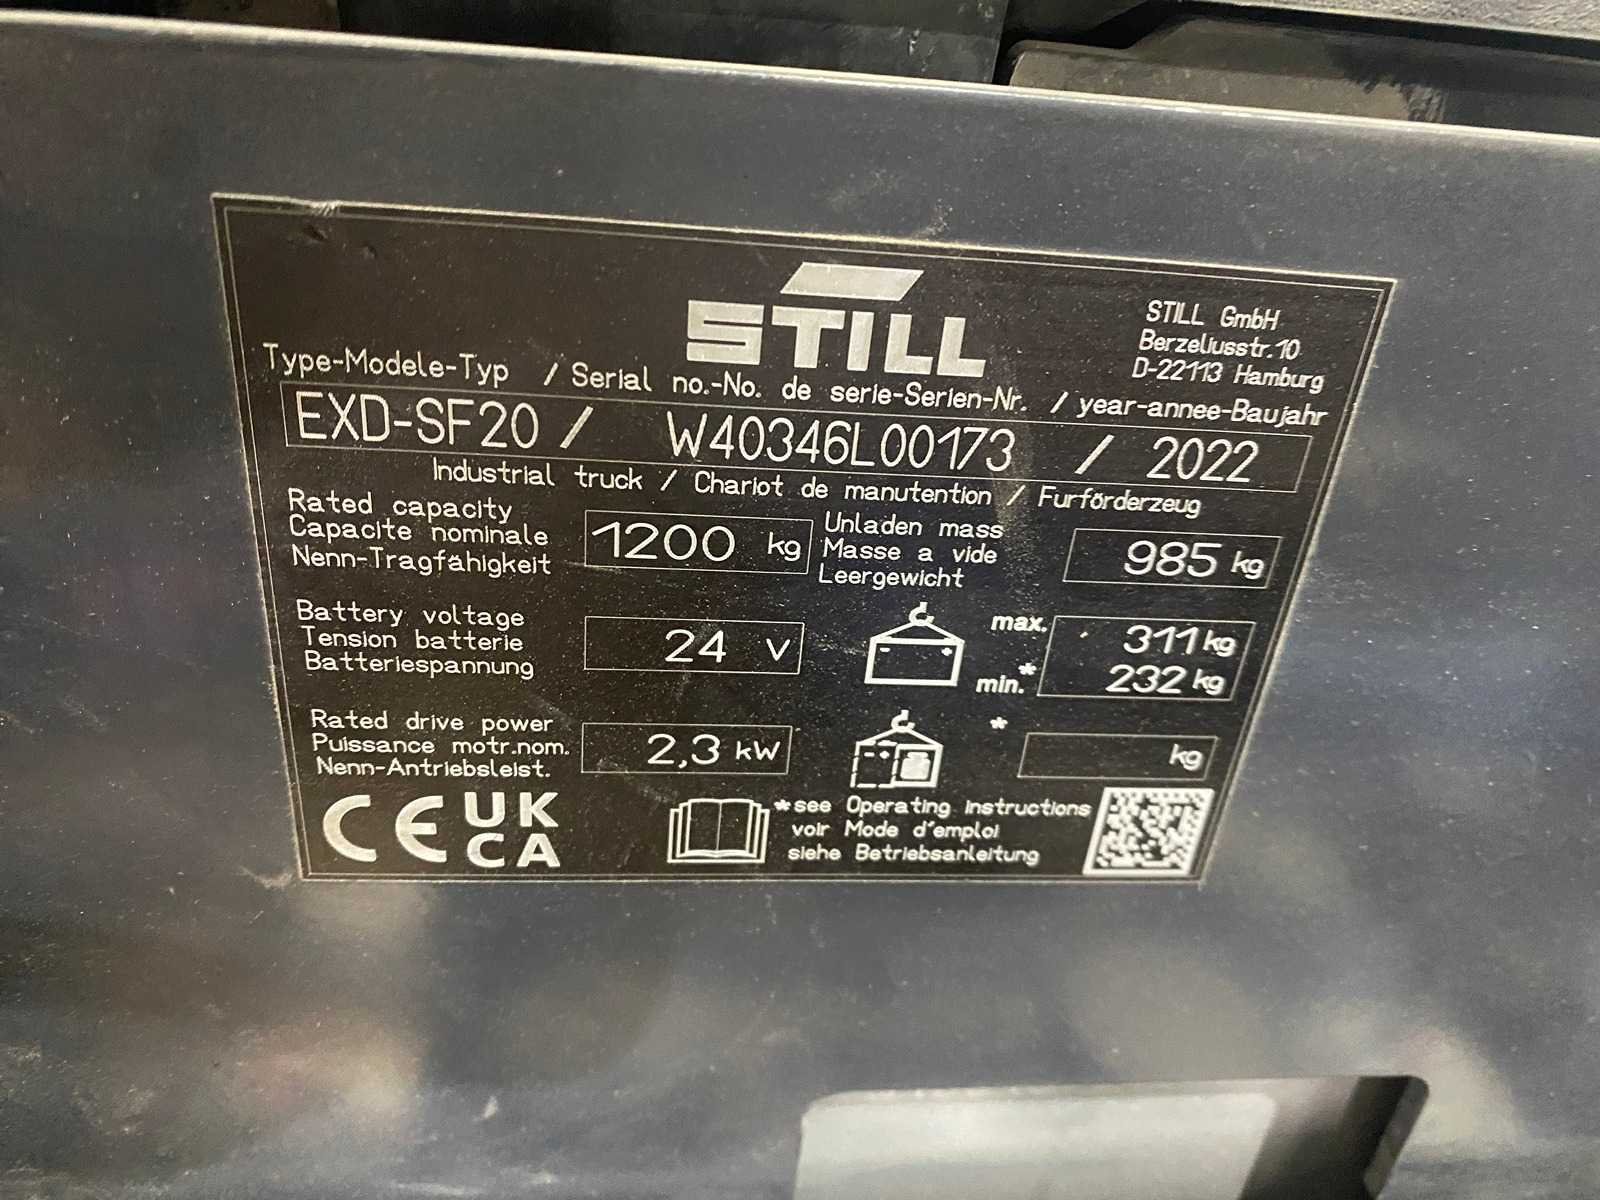 STILL
STILL GmbH
Berzeliusstr.10
D-22113 Hamburg
Type-Modele-Typ / Serial no.-No. de serie-Serien-Nr. / year-annee-Baujahr
EXD-SF20 / W40346L00173 / 2022
Industrial truck / Chariot de manutention / Furförderzeug
Rated capacity
Capacite nominale
Nenn-Tragfähigkeit
1200 kg
Unladen mass
Masse a vide
Leergewicht
985 kg
Battery voltage
Tension batterie
Batteriespannung
24 V
- +
max. 311 kg
min.* 232 kg
Rated drive power
Puissance motr.nom.
Nenn-Antriebsleist.
2,3 kW
- +
* kg
CE UK
CA
*see Operating Instructions
voir Mode d'emploi
siehe Betriebsanleitung